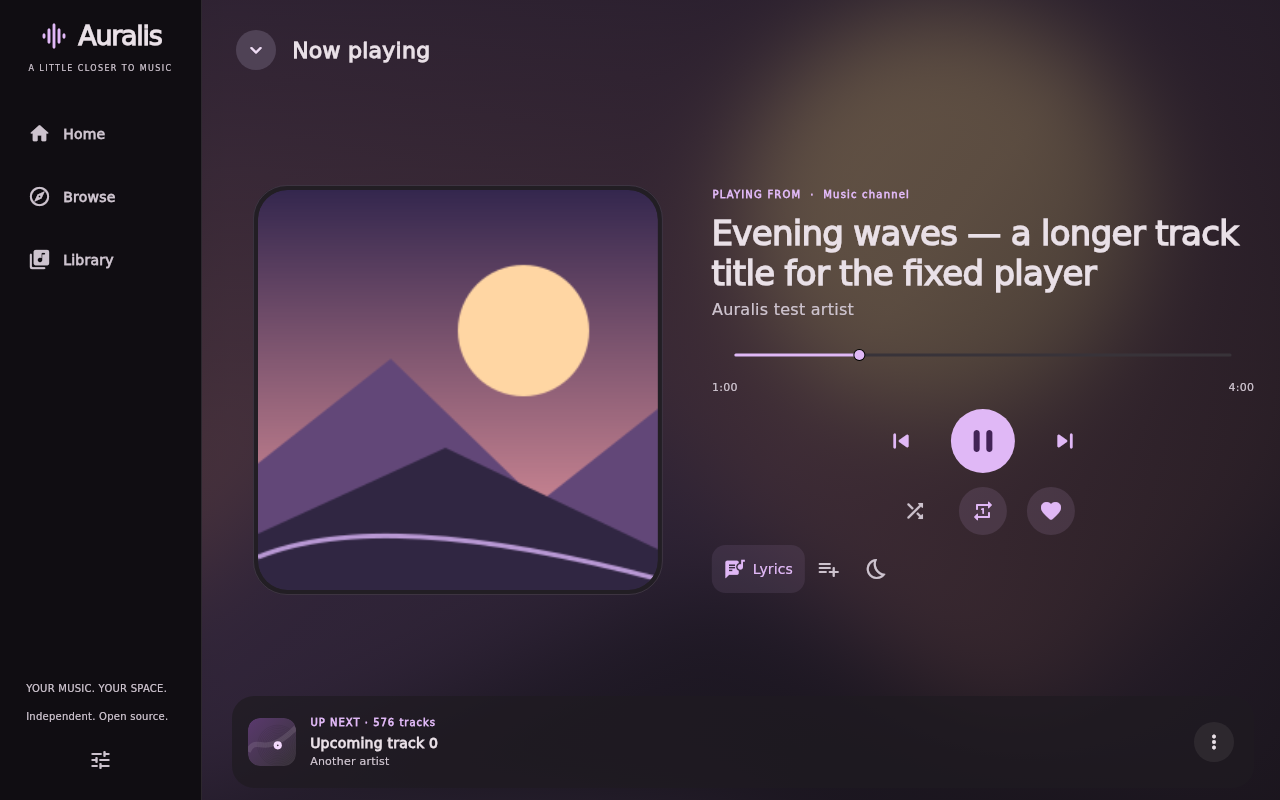 Auralis
A LITTLE CLOSER TO MUSIC
Home
Browse
Library
YOUR MUSIC. YOUR SPACE.
Independent. Open source.
Now playing
PLAYING FROM · Music channel
Evening waves — a longer track
title for the fixed player
Auralis test artist
1:00 4:00
1
Lyrics
UP NEXT · 576 tracks
Upcoming track 0
Another artist